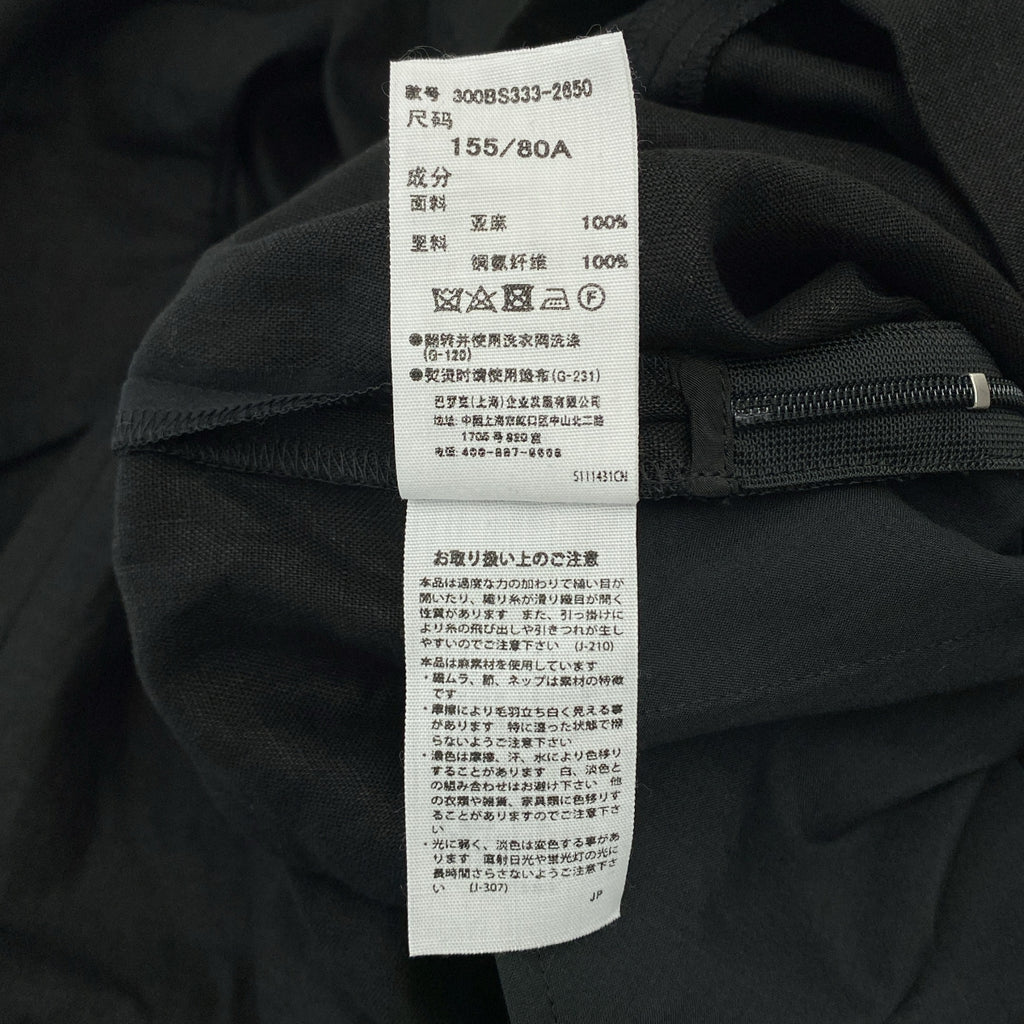 款号 300BS333-2650
尺码
155/80A
成分
面料
亚麻 100%
里料
铜氨纤维 100%
F
●翻转并使用洗衣网洗涤
(G-120)
●熨烫时请使用垫布(G-231)
巴罗克(上海)企业发展有限公司
地址: 中国上海市虹口区中山北二路
1705号820室
电话: 400-887-6608
S111431CH
お取り扱い上のご注意
本品は過度な力の加わりで縫い目が
開いたり、織り糸が滑り織目が開く
性質があります また、引っ掛けに
より糸の飛び出しや引きつれが生し
やすいのでご注意下さい (J-210)
本品は麻素材を使用しています
・織ムラ、節、ネップは素材の特徴
です
・摩擦により毛羽立ち白く見える事
があります 特に湿った状態で擦
らないようご注意下さい
・濃色は摩擦、汗、水により色移り
することがあります 白、淡色と
の組み合わせはお避け下さい 他
の衣類や雑貨、家具類に色移りす
ることがありますのでご注意下さ
い
・光に弱く、淡色は変色する事があ
ります 直射日光や蛍光灯の光に
長時間さらさないようご注意下さ
い (J-307)
JP